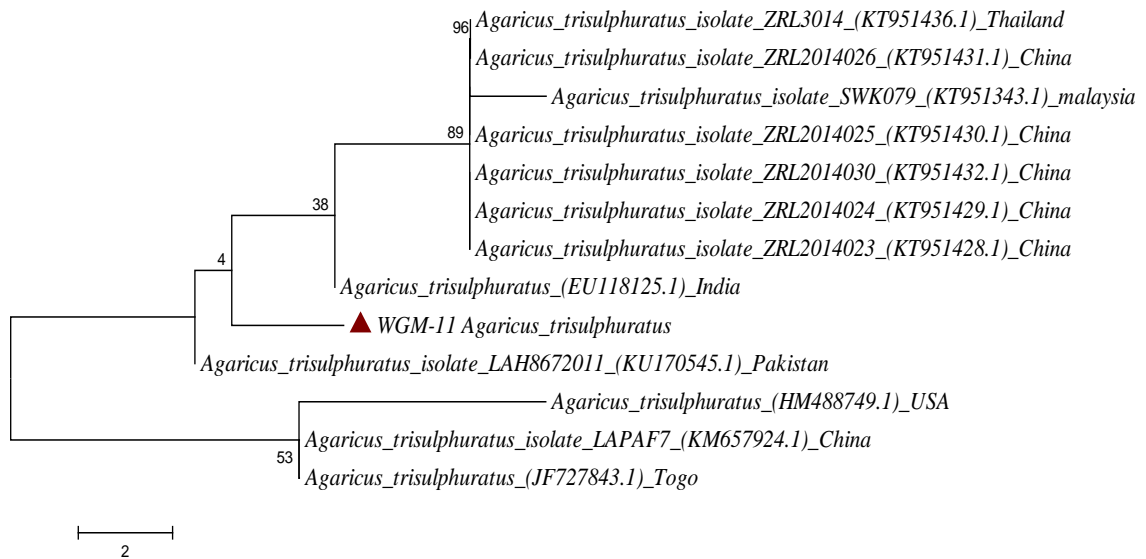 96
Agaricus_trisulphuratus_isolate_ZRL3014_(KT951436.1)_Thailand
Agaricus_trisulphuratus_isolate_ZRL2014026_(KT951431.1)_China
Agaricus_trisulphuratus_isolate_SWK079_(KT951343.1)_malaysia
89
Agaricus_trisulphuratus_isolate_ZRL2014025_(KT951430.1)_China
Agaricus_trisulphuratus_isolate_ZRL2014030_(KT951432.1)_China
38
Agaricus_trisulphuratus_isolate_ZRL2014024_(KT951429.1)_China
Agaricus_trisulphuratus_isolate_ZRL2014023_(KT951428.1)_China
4
Agaricus_trisulphuratus_(EU118125.1)_India
WGM-11 Agaricus_trisulphuratus
Agaricus_trisulphuratus_isolate_LAH8672011_(KU170545.1)_Pakistan
Agaricus_trisulphuratus_(HM488749.1)_USA
Agaricus_trisulphuratus_isolate_LAPAF7_(KM657924.1)_China
53
Agaricus_trisulphuratus_(JF727843.1)_Togo
2